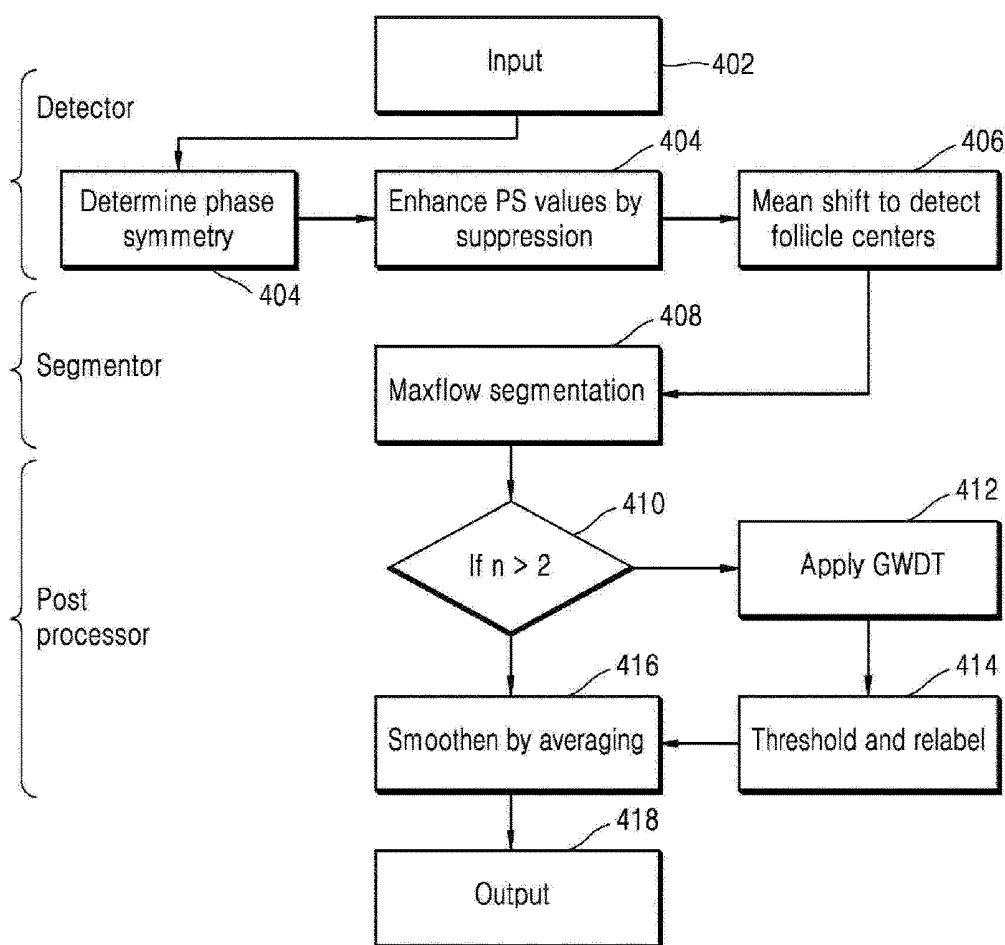 Input
402
Detector
404
406
Determine phase
symmetry
Enhance PS values by
suppression
Mean shift to detect
follicle centers
404
408
Segmentor
Maxflow segmentation
410
412
If n > 2
Apply GWDT
Post
processor
416
414
Smoothen by averaging
Threshold and relabel
418
Output